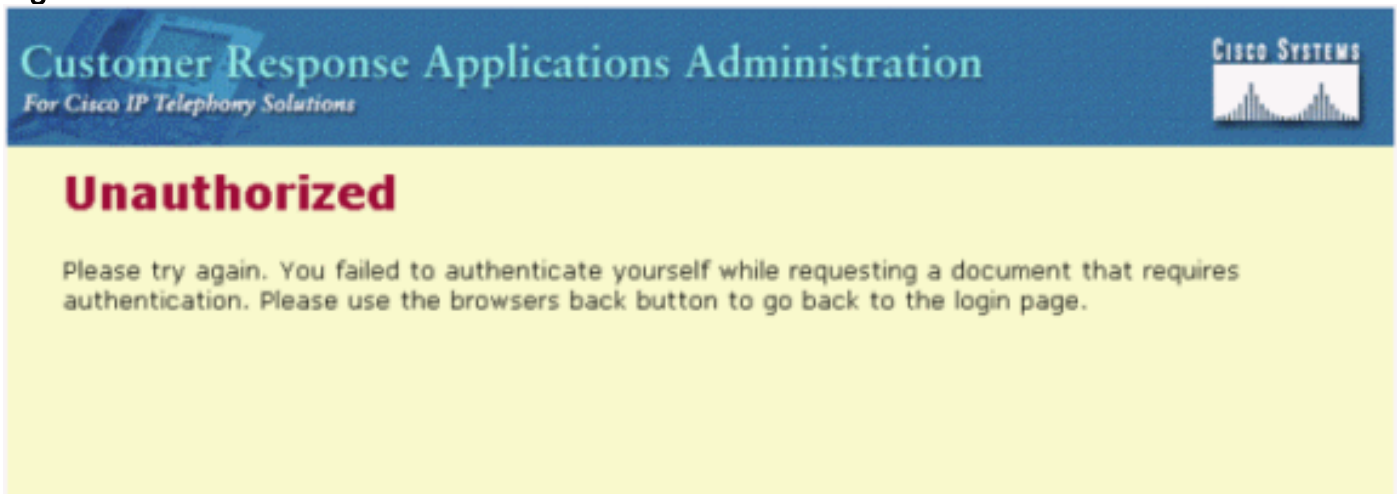 Customer Response Applications Administration
For Cisco IP Telephony Solutions
CISCO SYSTEMS
Unauthorized
Please try again. You failed to authenticate yourself while requesting a document that requires
authentication. Please use the browsers back button to go back to the login page.